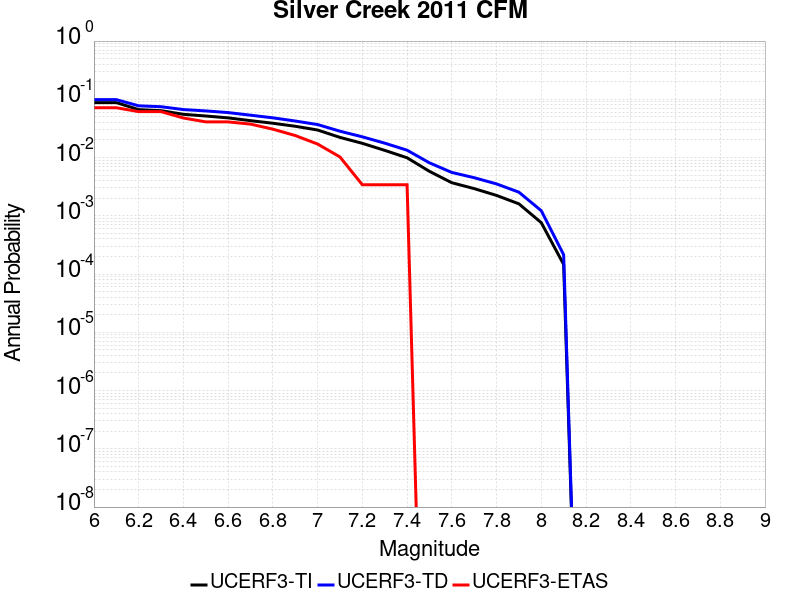 Silver Creek 2011 CFM
Annual Probability
10^0
10^-1
10^-2
10^-3
10^-4
10^-5
10^-6
10^-7
10^-8
6 6.2 6.4 6.6 6.8 7 7.2 7.4 7.6 7.8 8 8.2 8.4 8.6 8.8 9
Magnitude
UCERF3-TI UCERF3-TD UCERF3-ETAS